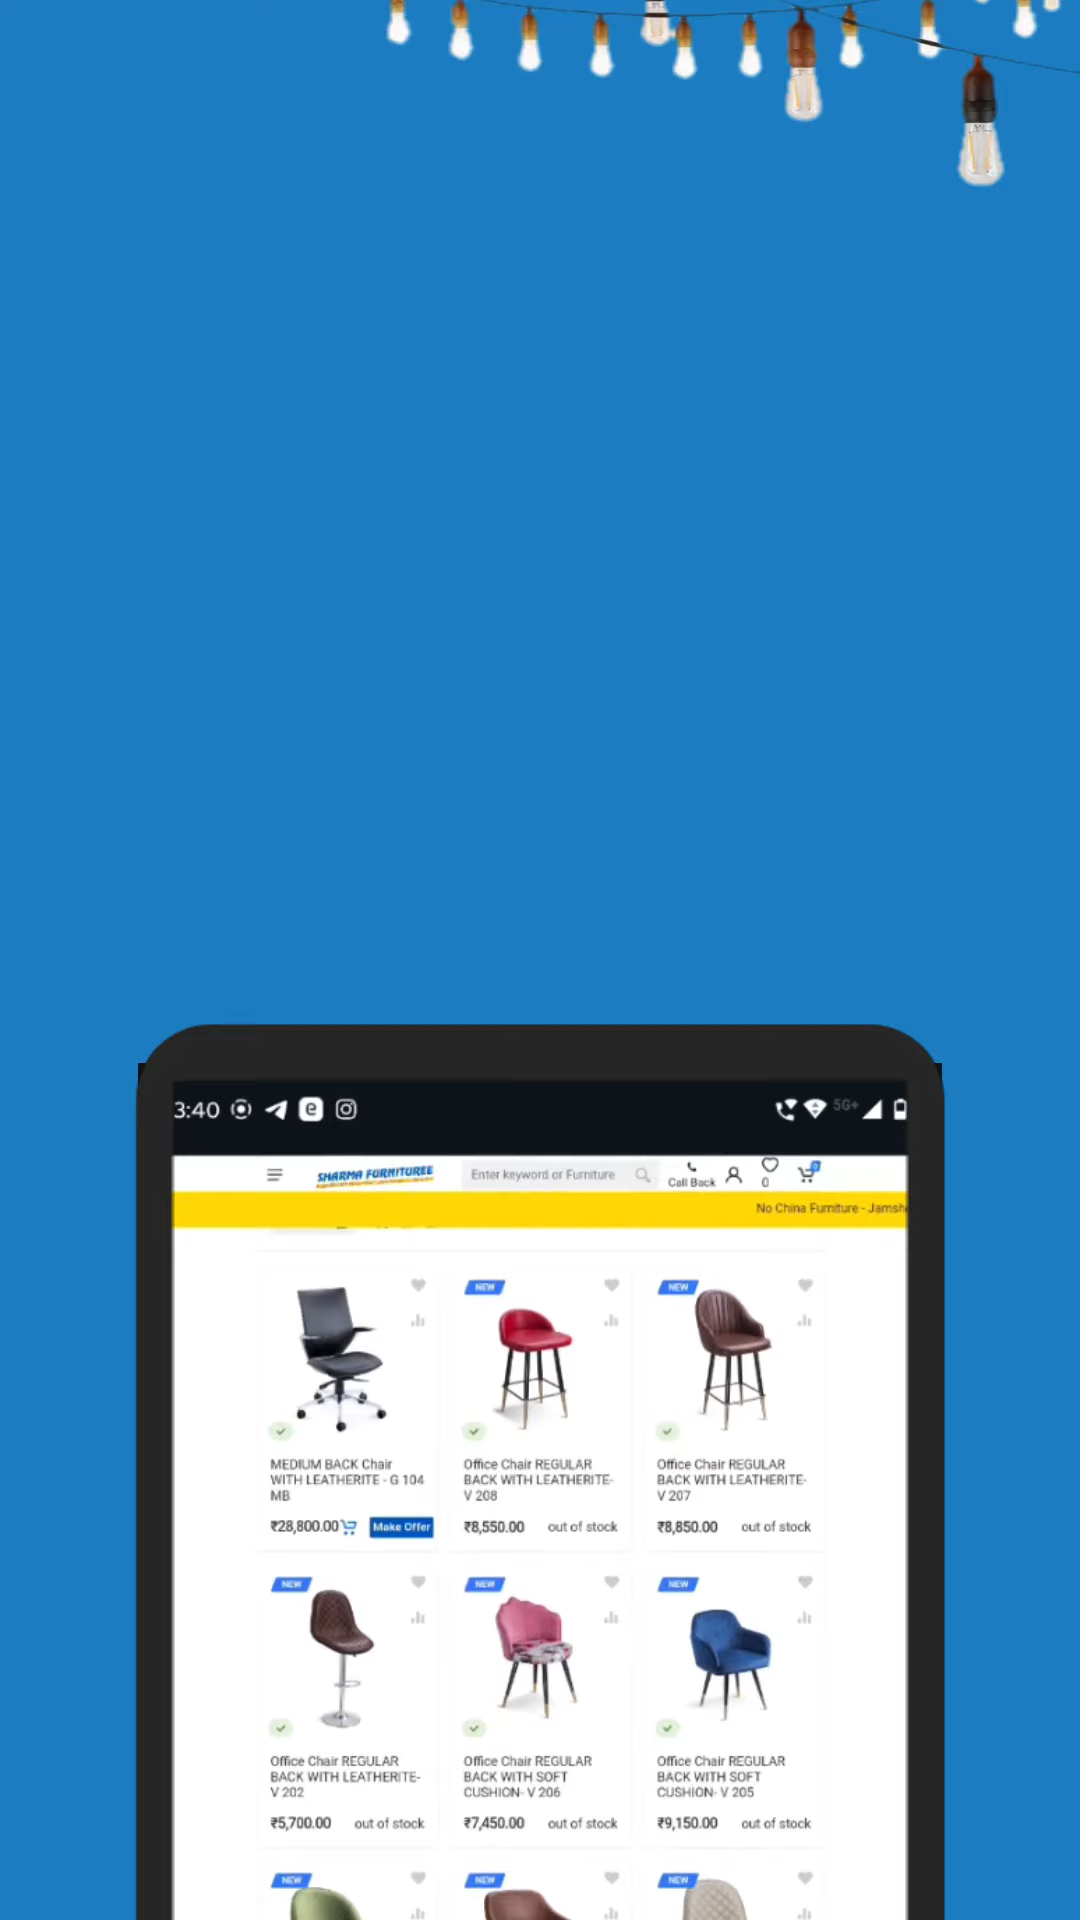 3:40
5G+
SHARMA FURNITUREE
Enter keyword or Furniture
Call Back
0
0
No China Furniture - Jamsh
NEW
NEW
MEDIUM BACK Chair
WITH LEATHERITE - G 104
MB
₹28,800.00
Make Offer
Office Chair REGULAR
BACK WITH LEATHERITE-
V 208
₹8,550.00
out of stock
Office Chair REGULAR
BACK WITH LEATHERITE-
V 207
₹8,850.00
out of stock
NEW
NEW
NEW
Office Chair REGULAR
BACK WITH LEATHERITE-
V 202
₹5,700.00
out of stock
Office Chair REGULAR
BACK WITH SOFT
CUSHION- V 206
₹7,450.00
out of stock
Office Chair REGULAR
BACK WITH SOFT
CUSHION- V 205
₹9,150.00
out of stock
NEW
NEW
NEW